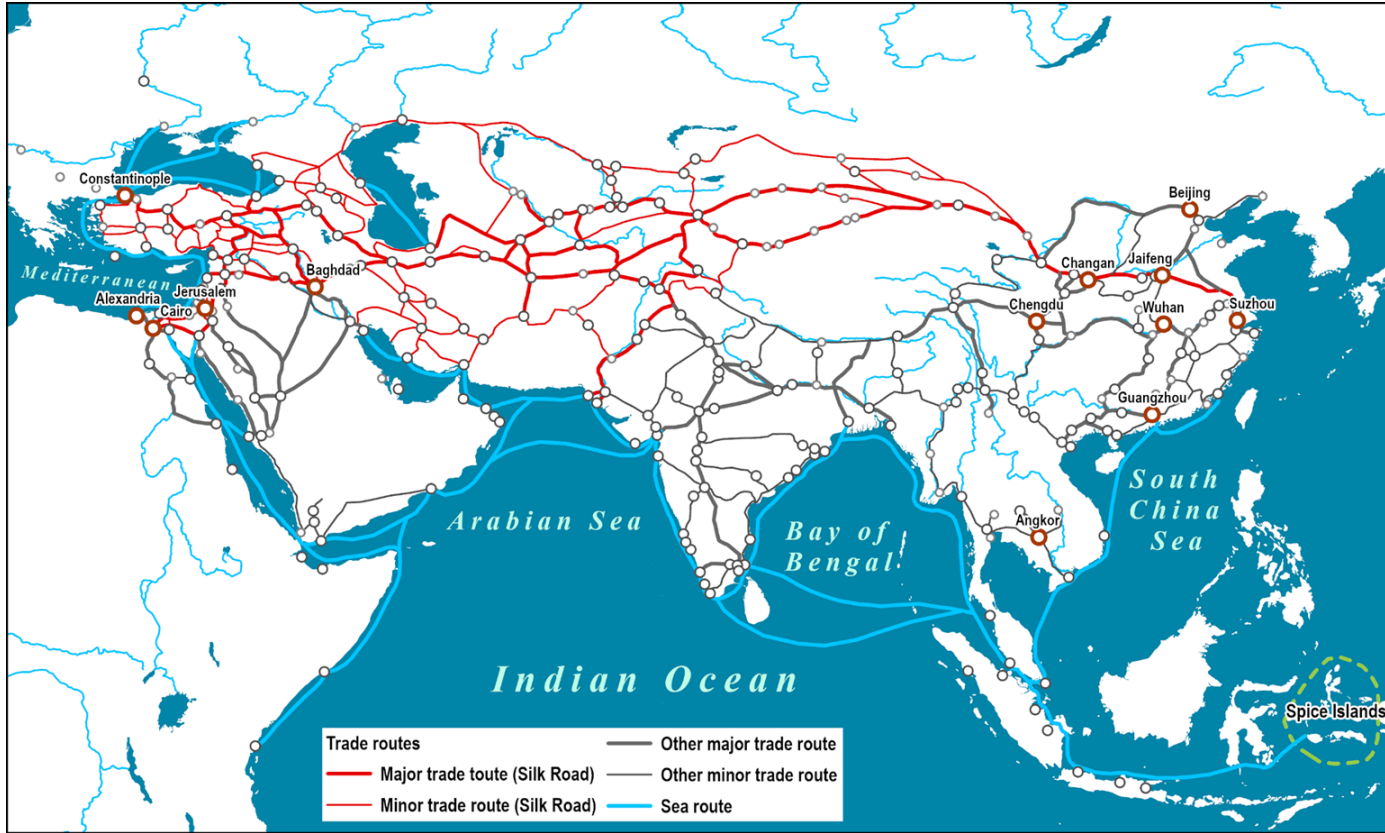 Constantinople
Beijing
Mediterranean
Baghdad
Changan
Jaifeng
Alexandria
Jerusalem
Cairo
Chengdu
Wuhan
Suzhou
Guangzhou
Arabian Sea
Bay of
Bengal
Angkor
South
China
Sea
Indian Ocean
Spice Islands
Trade routes
Major trade toute (Silk Road)
Minor trade route (Silk Road)
Other major trade route
Other minor trade route
Sea route